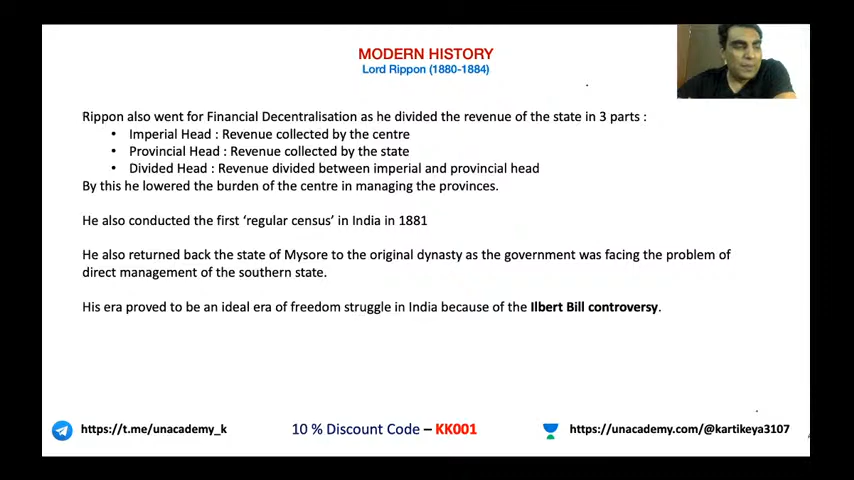 MODERN HISTORY
Lord Rippon (1880-1884)
Rippon also went for Financial Decentralisation as he divided the revenue of the state in 3 parts :
• Imperial Head : Revenue collected by the centre
• Provincial Head : Revenue collected by the state
• Divided Head : Revenue divided between imperial and provincial head
By this he lowered the burden of the centre in managing the provinces.
He also conducted the first ‘regular census’ in India in 1881
He also returned back the state of Mysore to the original dynasty as the government was facing the problem of
direct management of the southern state.
His era proved to be an ideal era of freedom struggle in India because of the Ilbert Bill controversy.
https://t.me/unacademy_k
10 % Discount Code – KK001
https://unacademy.com/@kartikeya3107